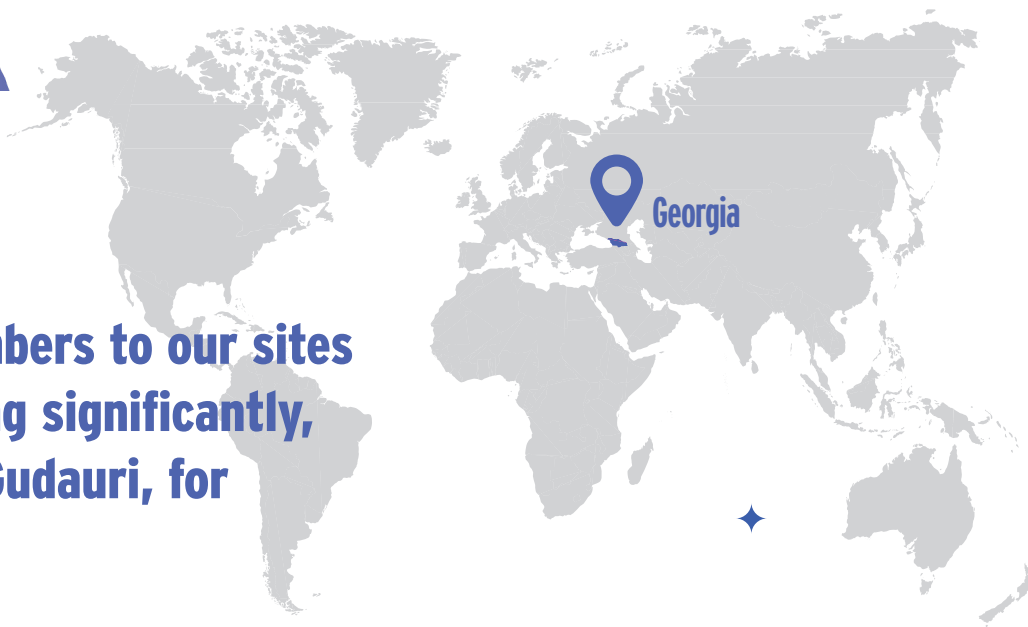 Georgia
bers to our sites
g significantly,
Gudauri, for